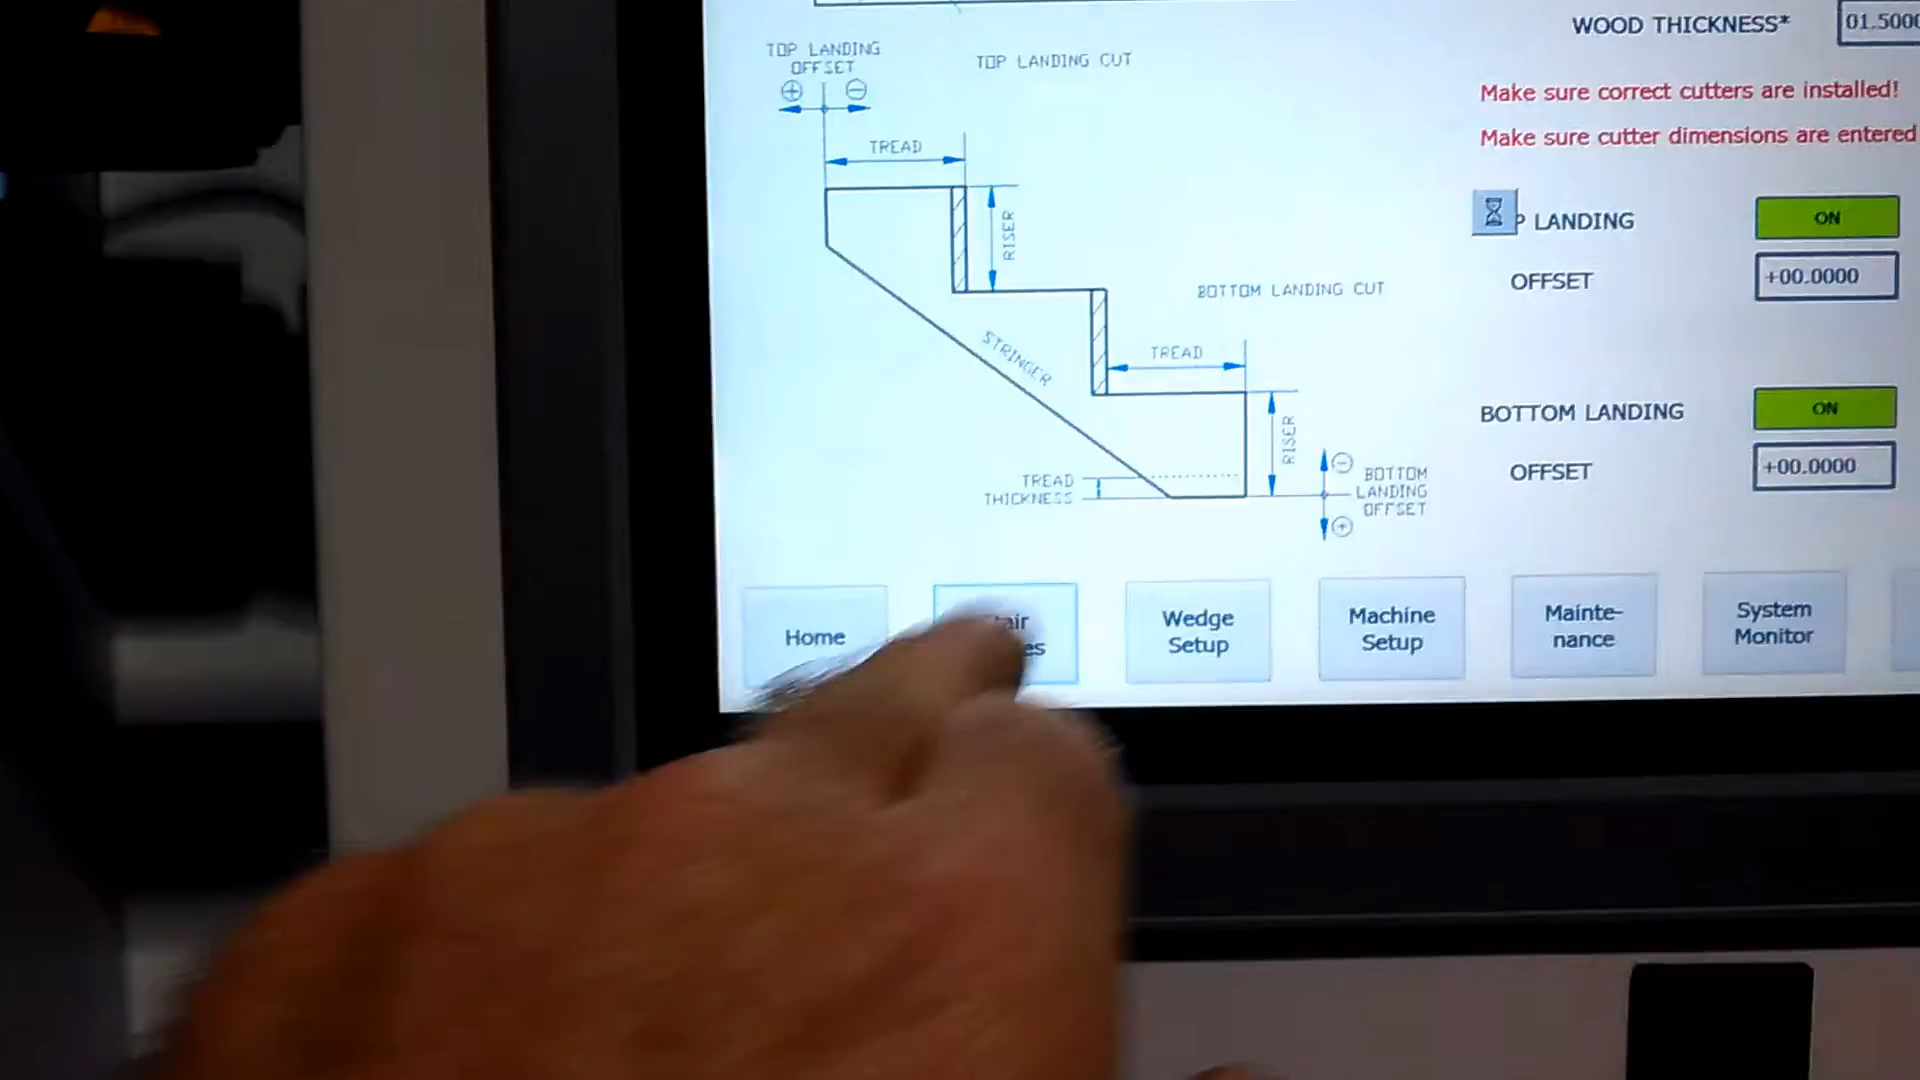 WOOD THICKNESS*
01.500
TOP LANDING
OFFSET
TOP LANDING CUT
Make sure correct cutters are installed!
Make sure cutter dimensions are entered
TREAD
RISER
LANDING
ON
OFFSET
+00.0000
BOTTOM LANDING CUT
STRINGER
TREAD
BOTTOM LANDING
ON
RISER
OFFSET
+00.0000
TREAD
THICKNESS
BOTTOM
LANDING
OFFSET
Home
Wedge
Setup
Machine
Setup
Mainte-
nance
System
Monitor